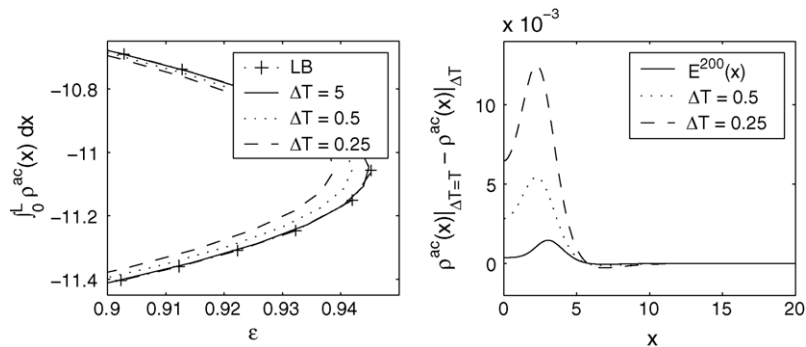 LB
ΔT = 5
ΔT = 0.5
ΔT = 0.25
-10.8
-11
-11.2
-11.4
0.9 0.91 0.92 0.93 0.94
ε
∫₀ᴸ ρᵃᶜ(x) dx
x 10⁻³
E²⁰⁰(x)
ΔT = 0.5
ΔT = 0.25
10
5
0
0 5 10 15 20
x
ρᵃᶜ(x)|ΔT=T − ρᵃᶜ(x)|ΔT